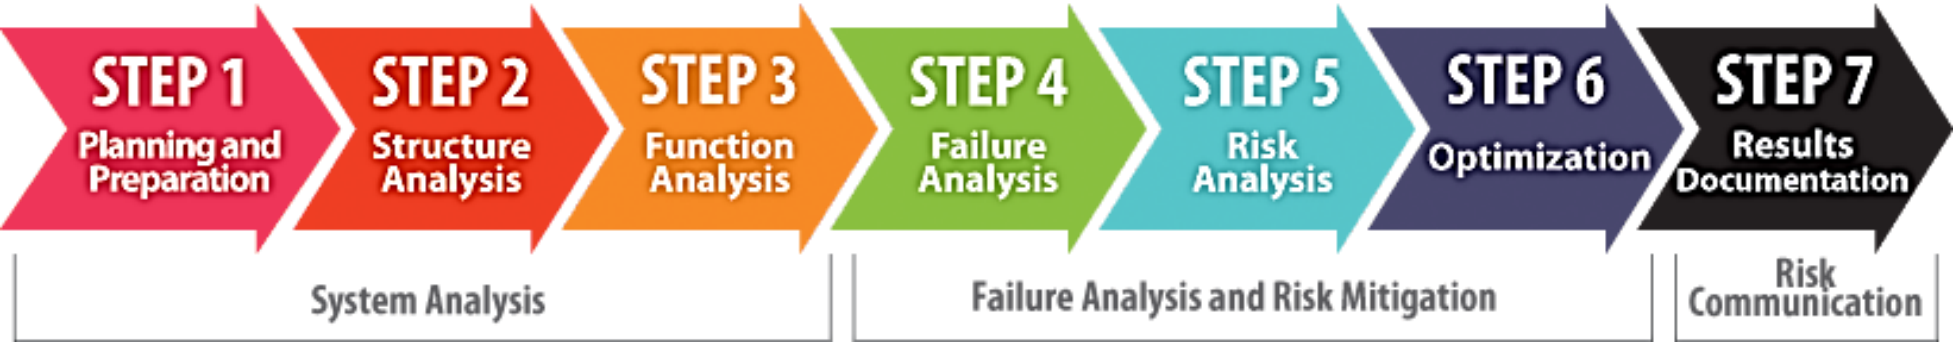 STEP 1
Planning and
Preparation
STEP 2
Structure
Analysis
STEP 3
Function
Analysis
STEP 4
Failure
Analysis
STEP 5
Risk
Analysis
STEP 6
Optimization
STEP 7
Results
Documentation
System Analysis
Failure Analysis and Risk Mitigation
Risk
Communication